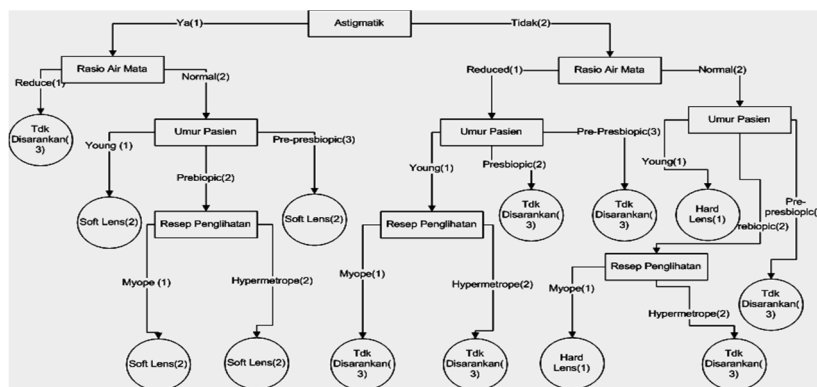 Ya(1)
Astigmatik
Tidak(2)
Rasio Air Mata
Reduced(1)
Rasio Air Mata
Normal(2)
Reduce(1)
Normal(2)
Tdk
Disarankan(
3)
Umur Pasien
Umur Pasien
Umur Pasien
Young (1)
Pre-presbiopic(3)
Young(1)
Presbiopic(2)
Pre-Presbiopic(3)
Young(1)
Prebiopic(2)
Soft Lens(2)
Soft Lens(2)
Tdk
Disarankan(
3)
Tdk
Disarankan(
3)
Hard
Lens(1)
Pre-
presbiopic(
rebiopic(2)
Resep Penglihatan
Resep Penglihatan
Resep Penglihatan
Myope (1)
Hypermetrope(2)
Myope(1)
Hypermetrope(2)
Myope(1)
Hypermetrope(2)
Tdk
Disarankan(
3)
Soft Lens(2)
Soft Lens(2)
Tdk
Disarankan(
3)
Tdk
Disarankan(
3)
Hard
Lens(1)
Tdk
Disarankan(
3)